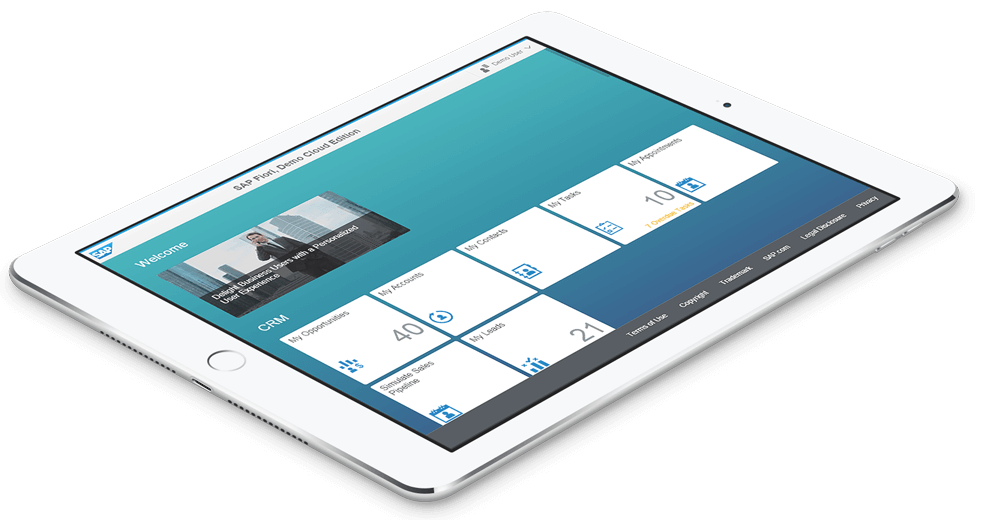 SAP
SAP Fiori, Demo Cloud Edition
Demo User
Welcome
Delight Business Users with a Personalized
User Experience
CRM
My Opportunities
40
My Accounts
My Contacts
My Tasks
10
7 Overdue Tasks
My Appointments
Simulate Sales
Pipeline
My Leads
21
Terms of Use
Copyright
Trademark
SAP.com
Legal Disclosure
Privacy